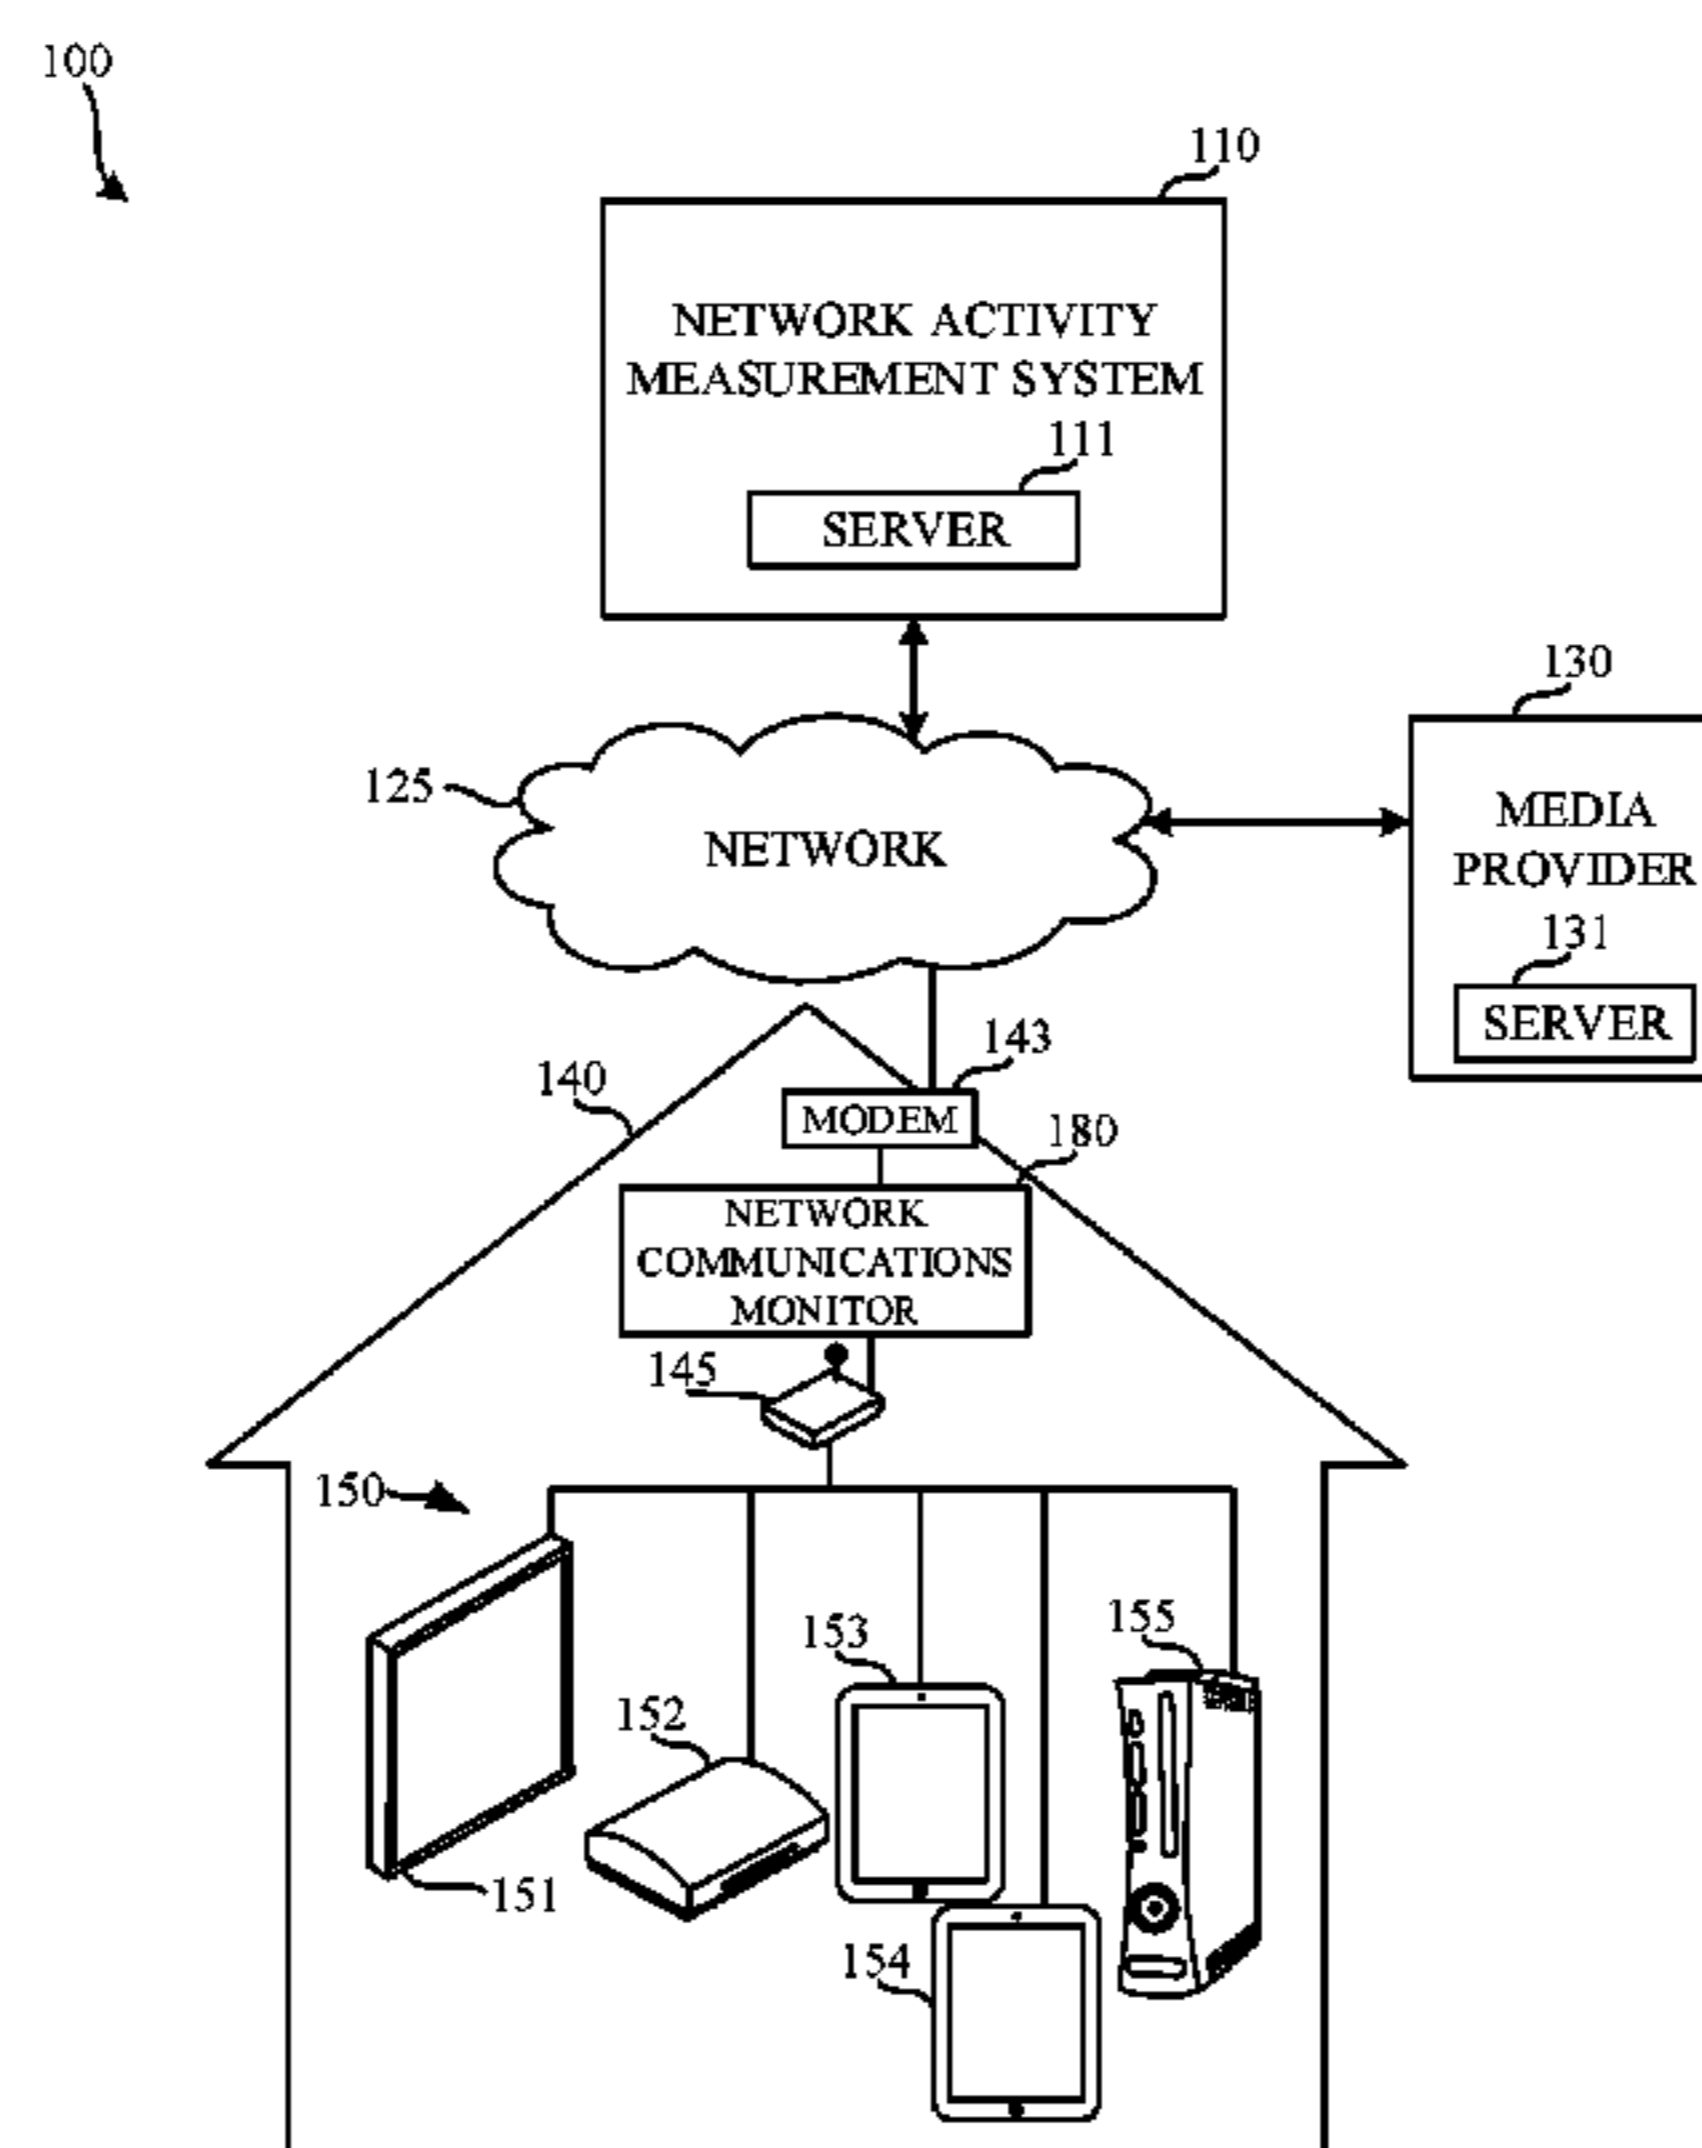 100
110
NETWORK ACTIVITY
MEASUREMENT SYSTEM
111
SERVER
130
125
NETWORK
MEDIA
PROVIDER
131
SERVER
143
140
MODEM
180
NETWORK
COMMUNICATIONS
MONITOR
145
150
153
155
152
151
154